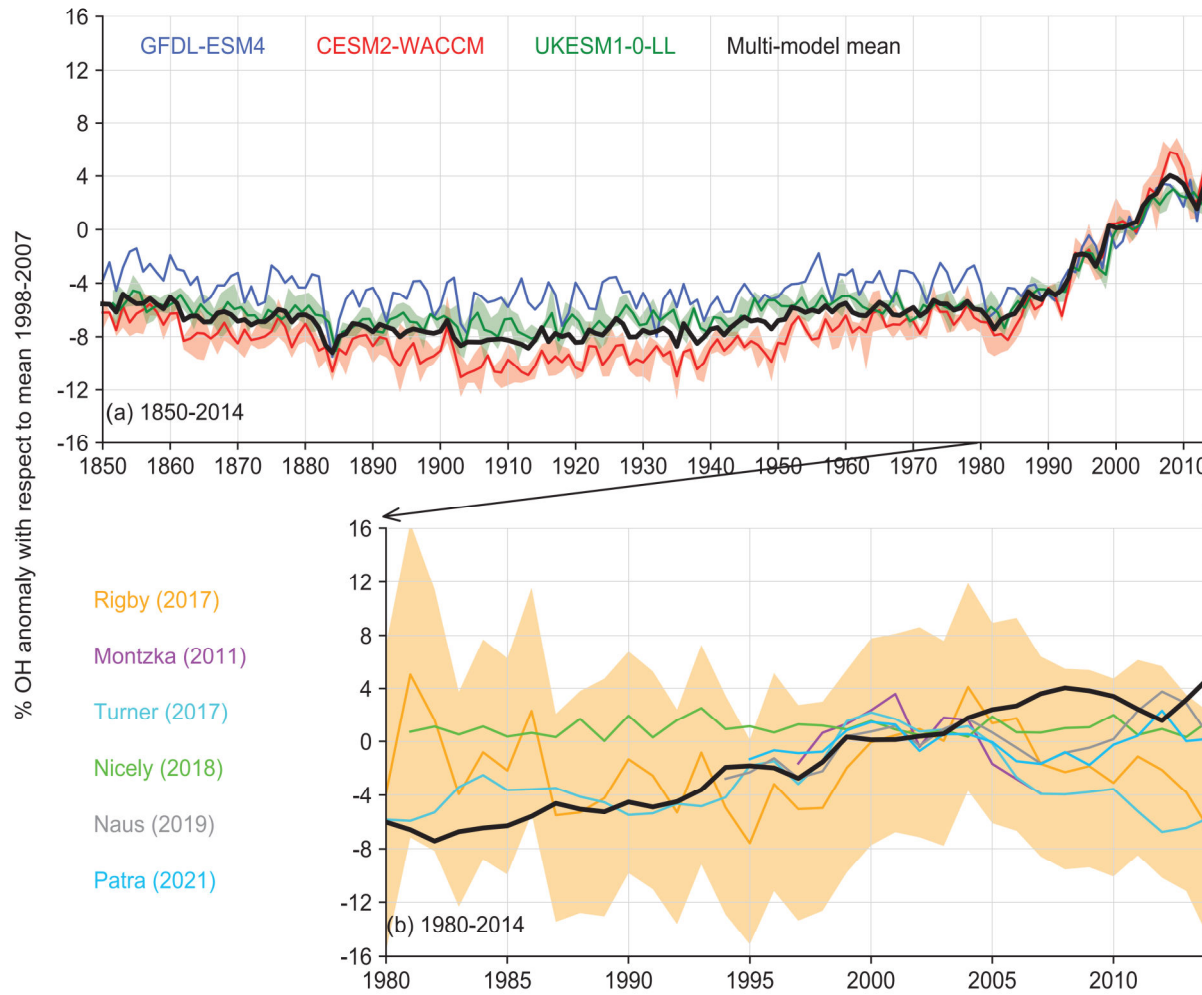 % OH anomaly with respect to mean 1998-2007
16
12
8
4
0
-4
-8
-12
-16
GFDL-ESM4 CESM2-WACCM UKESM1-0-LL Multi-model mean
(a) 1850-2014
1850 1860 1870 1880 1890 1900 1910 1920 1930 1940 1950 1960 1970 1980 1990 2000 2010
Rigby (2017)
Montzka (2011)
Turner (2017)
Nicely (2018)
Naus (2019)
Patra (2021)
16
12
8
4
0
-4
-8
-12
-16
(b) 1980-2014
1980 1985 1990 1995 2000 2005 2010